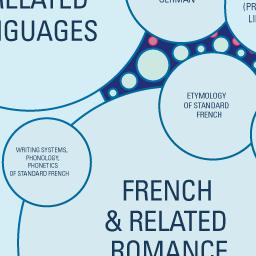 RELATED
NGUAGES
GERMAN
(PR
LI
ETYMOLOGY
OF STANDARD
FRENCH
WRITING SYSTEMS,
PHONOLOGY,
PHONETICS
OF STANDARD FRENCH
FRENCH
& RELATED
ROMANCE